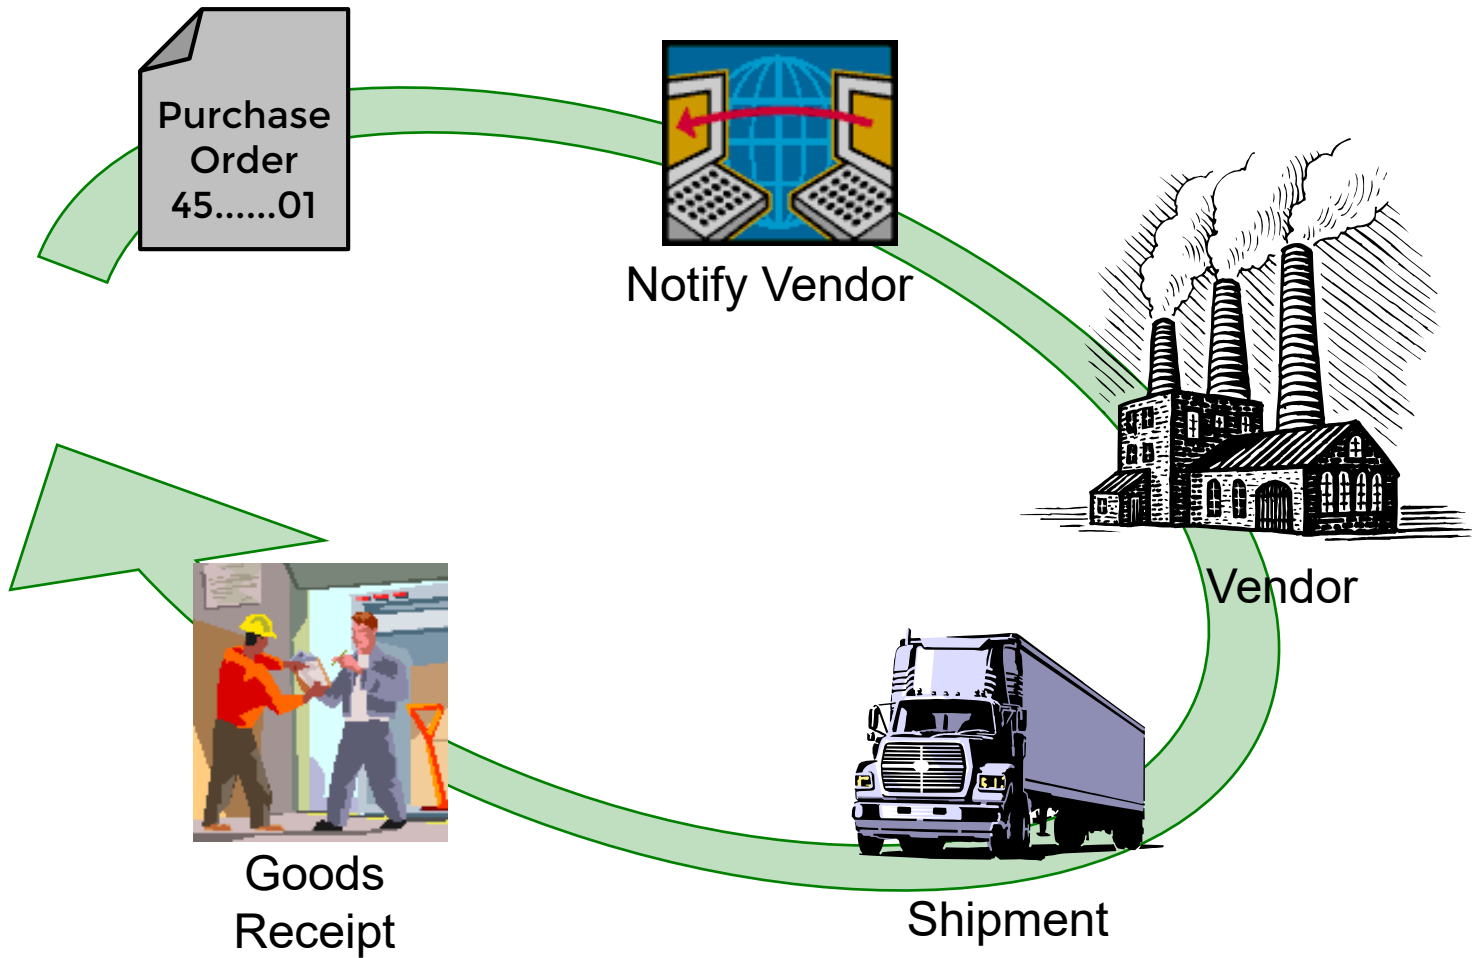 Purchase
Order
45......01
Notify Vendor
Vendor
Shipment
Goods
Receipt